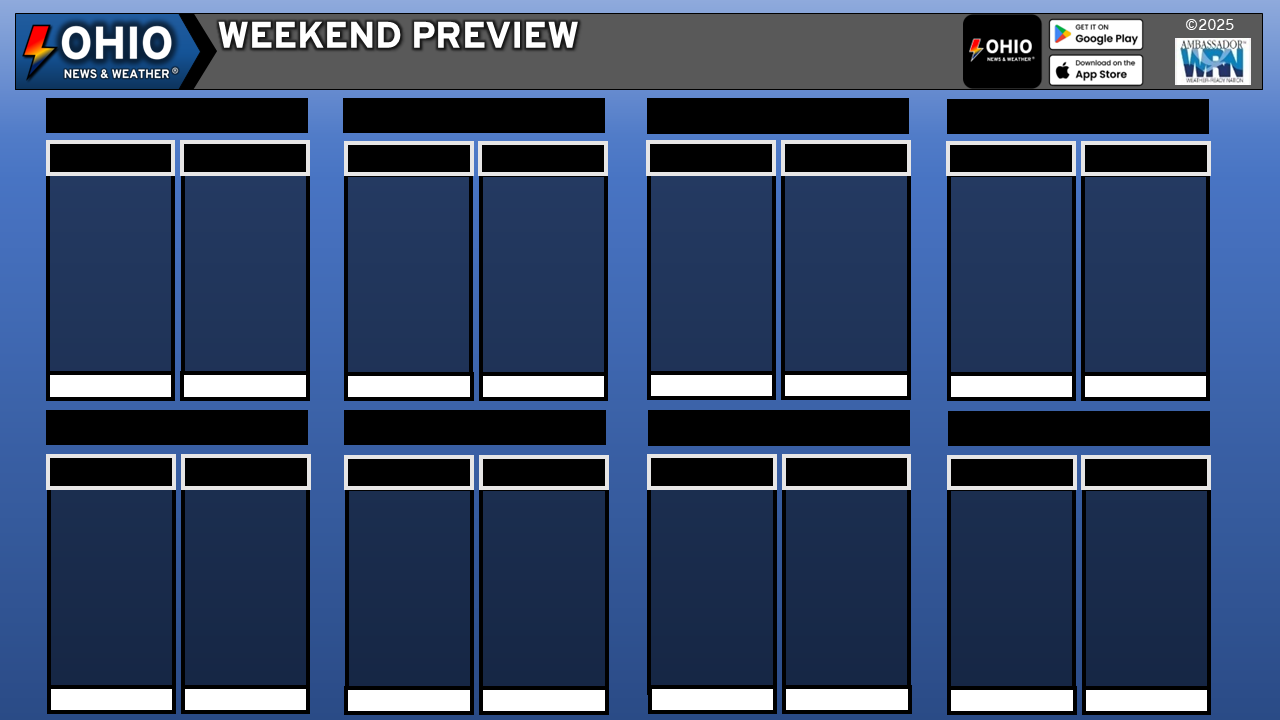 OHIO
NEWS & WEATHER®
WEEKEND PREVIEW
OHIO
NEWS & WEATHER®
GET IT ON
Google Play
Download on the
App Store
©2025
AMBASSADOR™
WRN
WEATHER-READY NATION